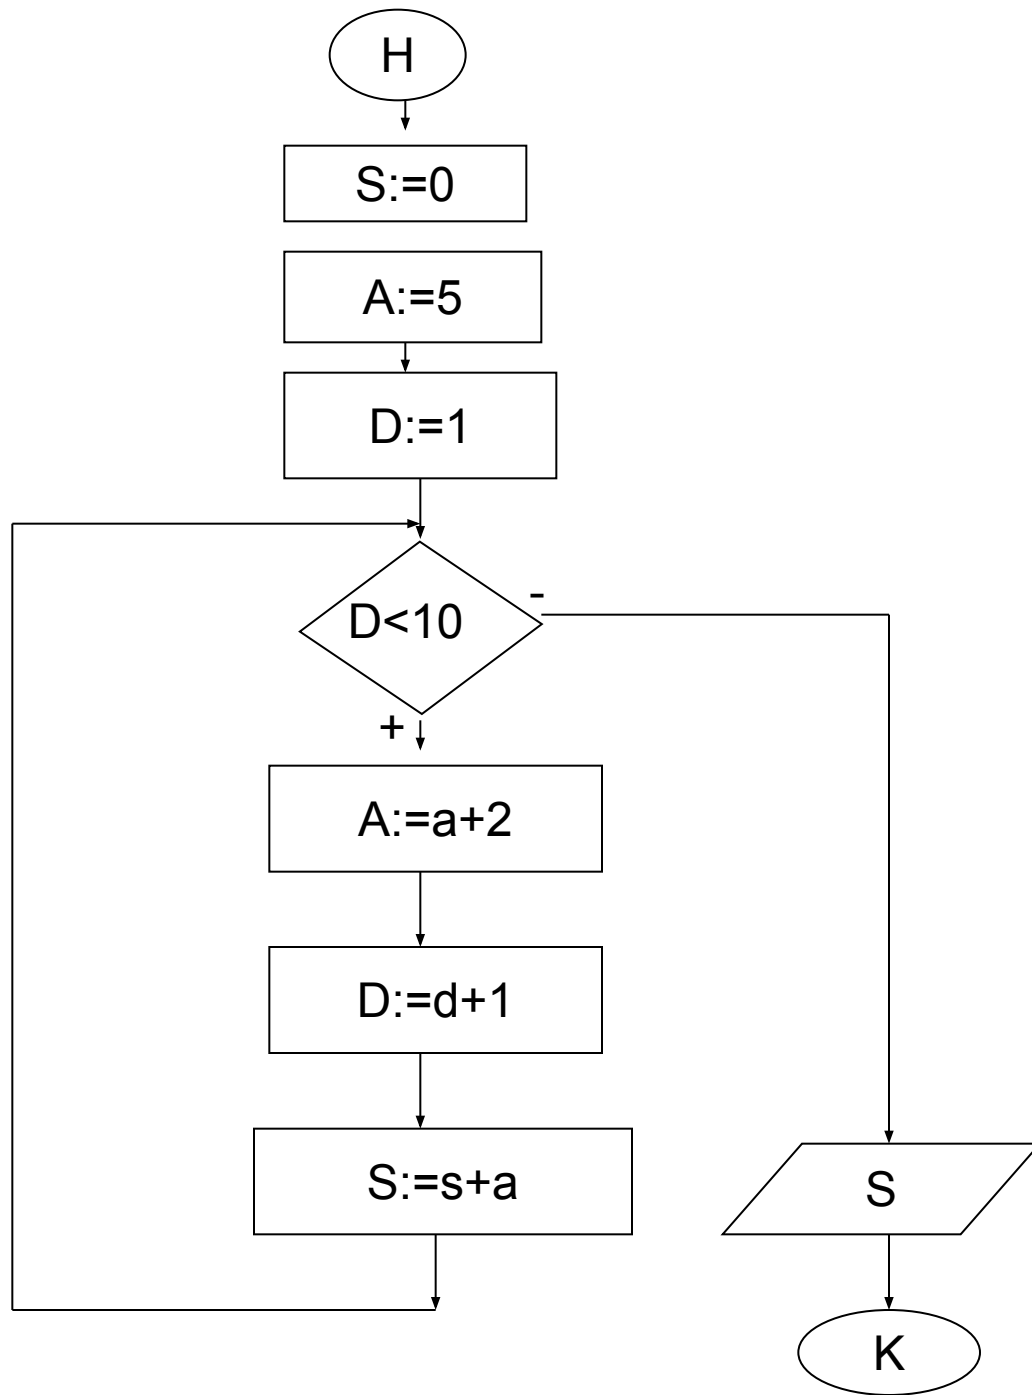 Н
S:=0
A:=5
D:=1
D<10
-
+
A:=a+2
D:=d+1
S:=s+a
S
К